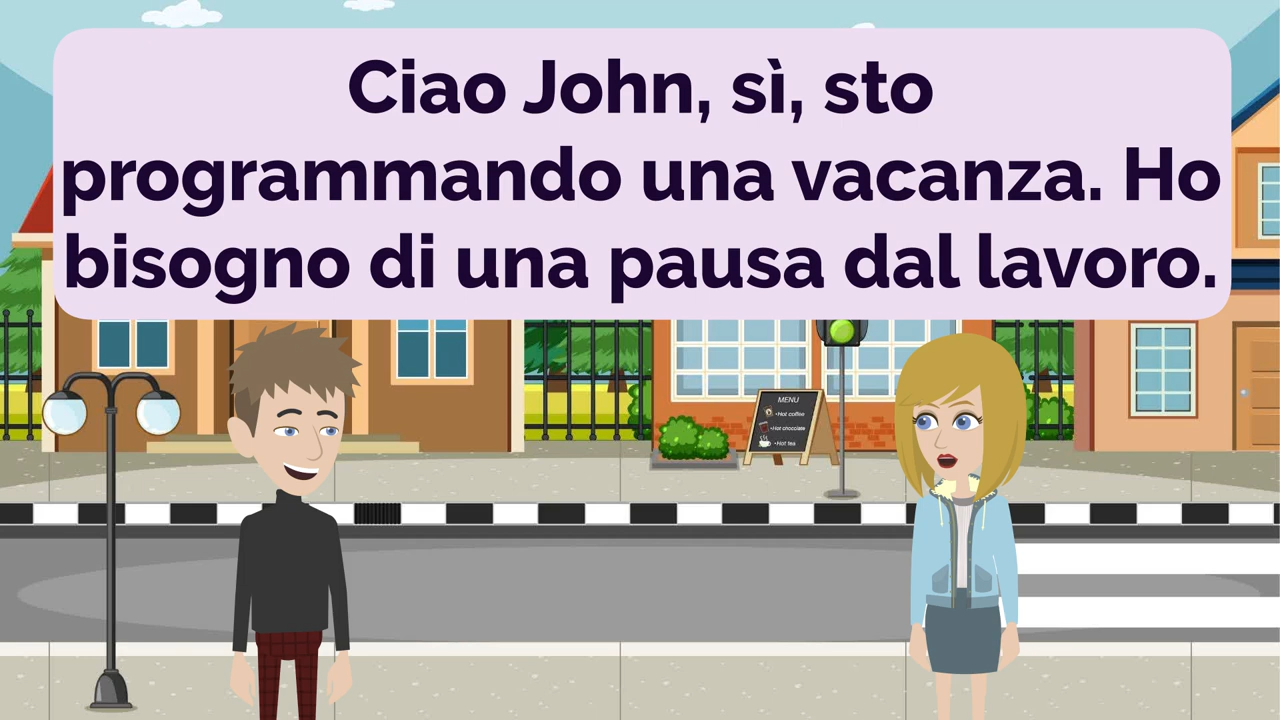 Ciao John, sì, sto
programmando una vacanza. Ho
bisogno di una pausa dal lavoro.
MENU
•Hot coffee
•Hot chocolate
•Hot tea